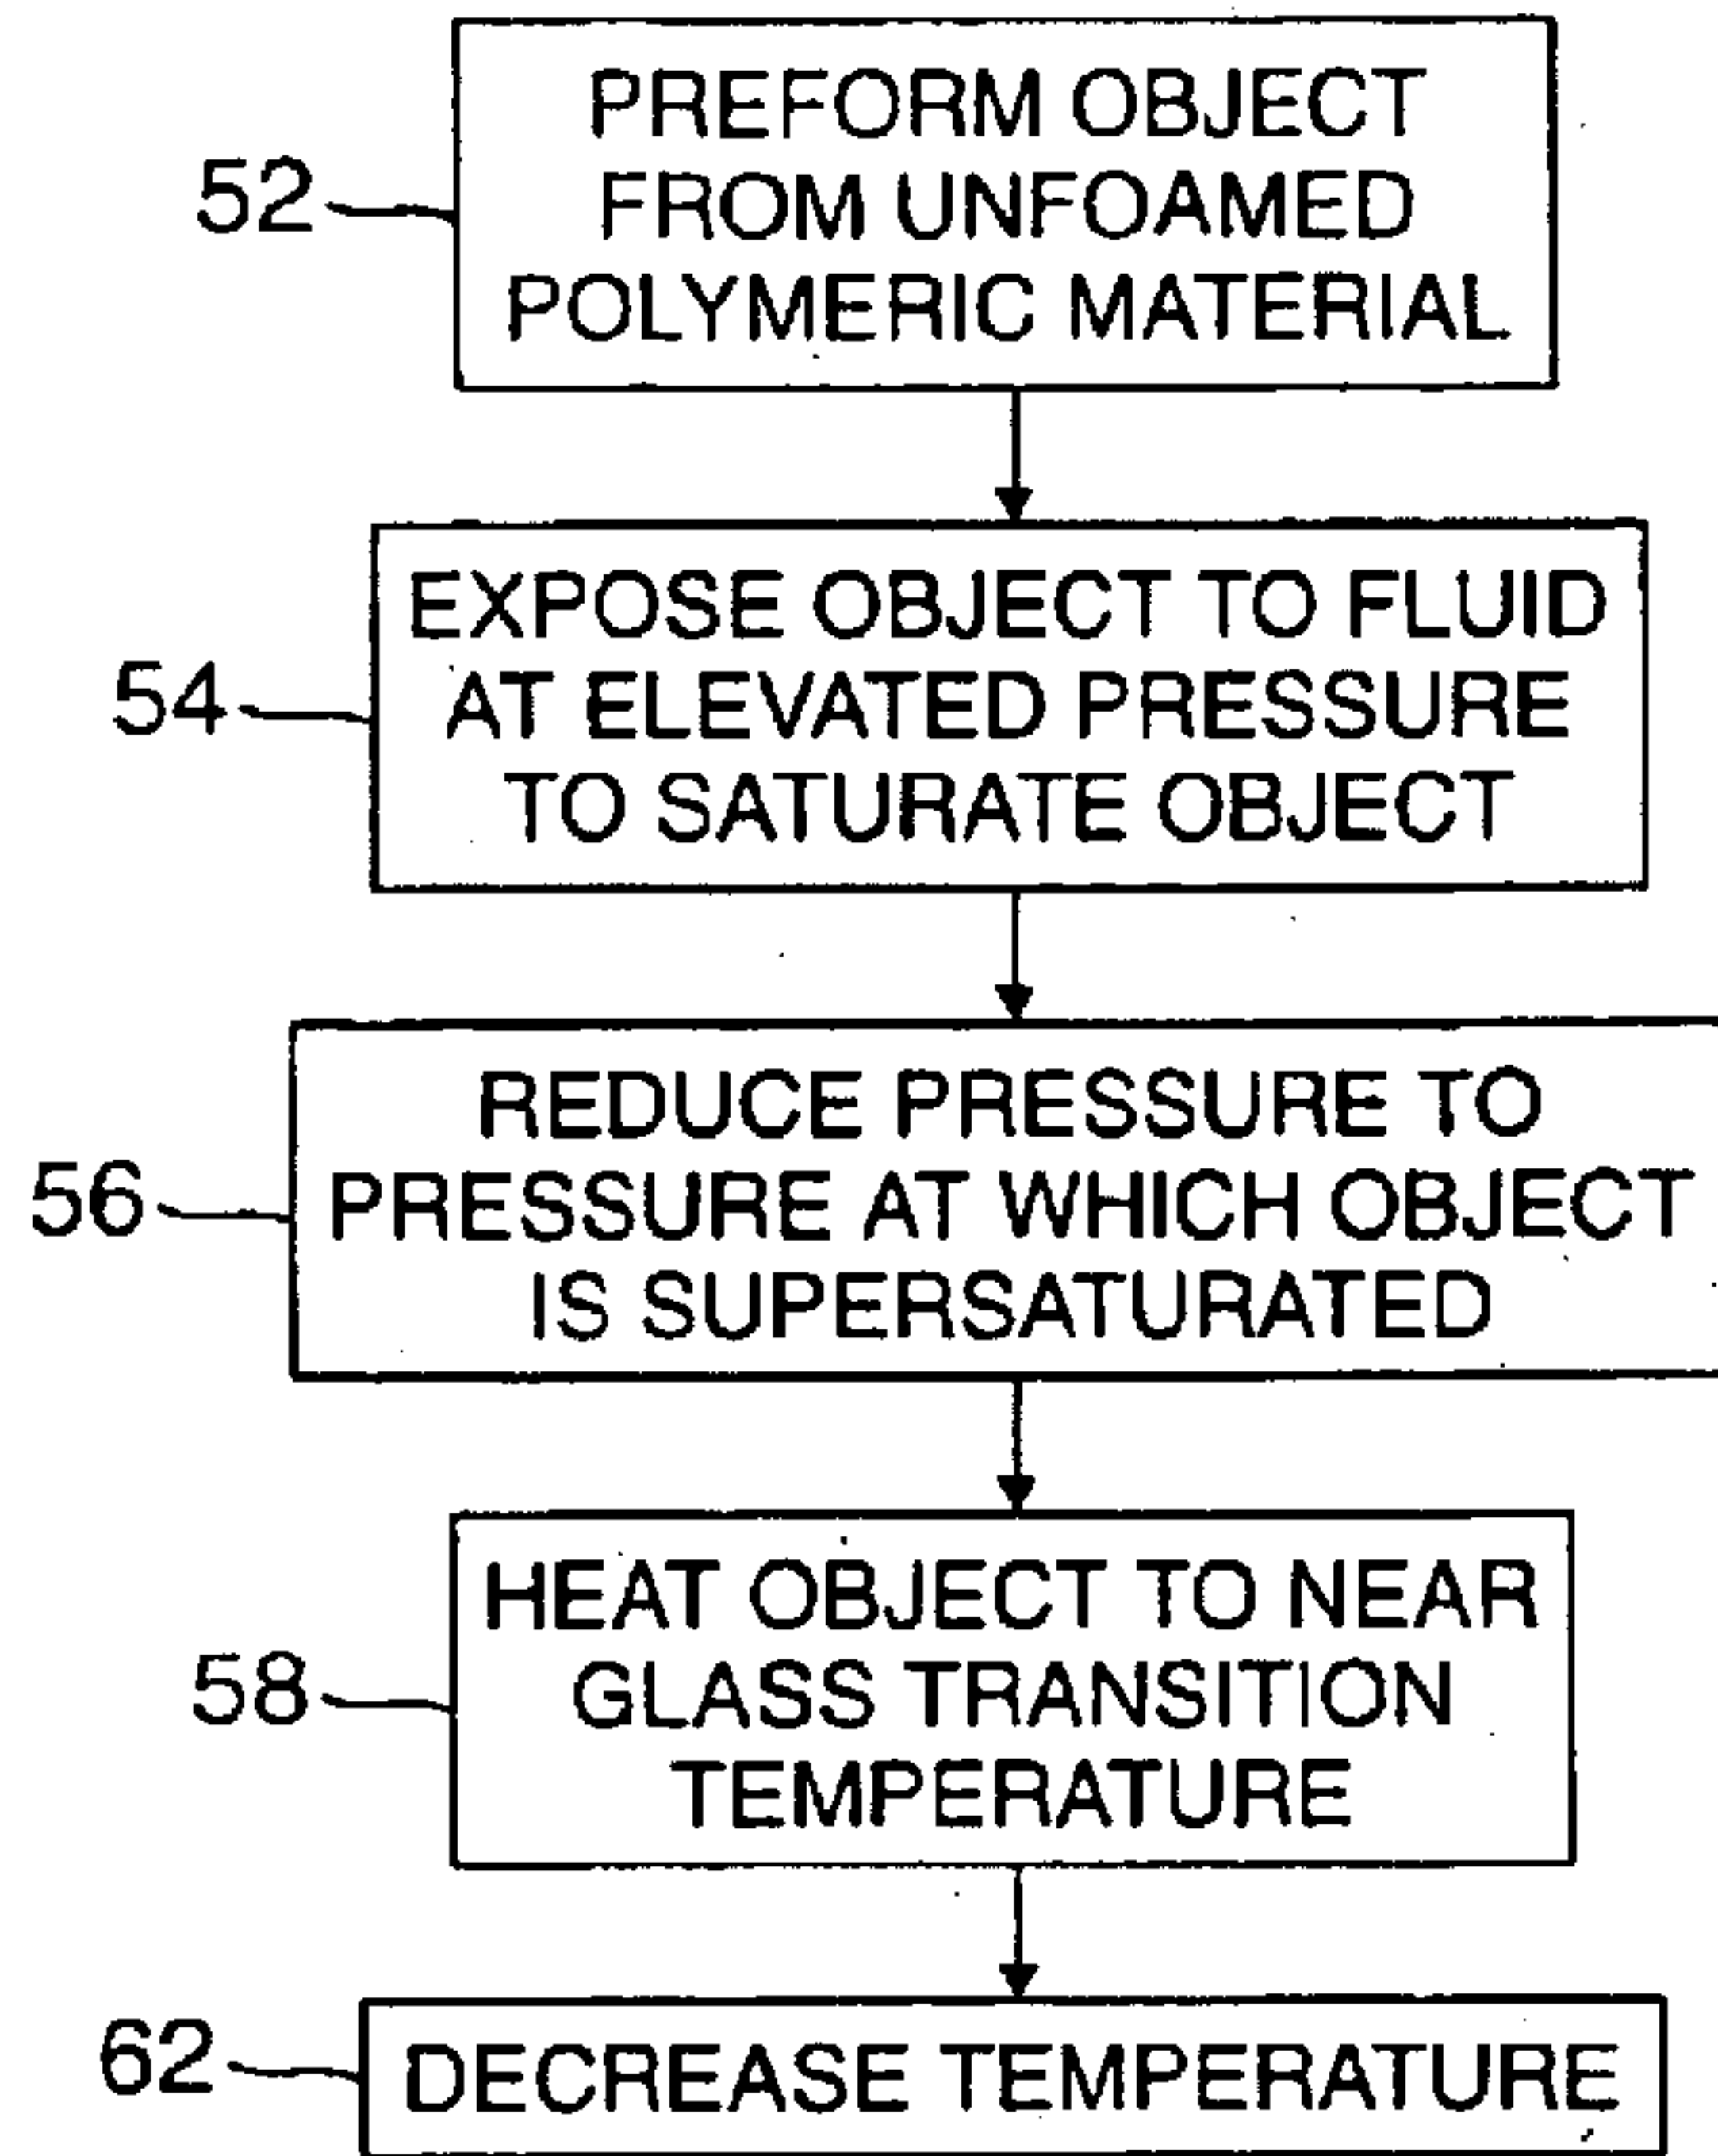 PREFORM OBJECT
FROM UNFOAMED
POLYMERIC MATERIAL
52
EXPOSE OBJECT TO FLUID
AT ELEVATED PRESSURE
TO SATURATE OBJECT
54
REDUCE PRESSURE TO
PRESSURE AT WHICH OBJECT
IS SUPERSATURATED
56
HEAT OBJECT TO NEAR
GLASS TRANSITION
TEMPERATURE
58
DECREASE TEMPERATURE
62